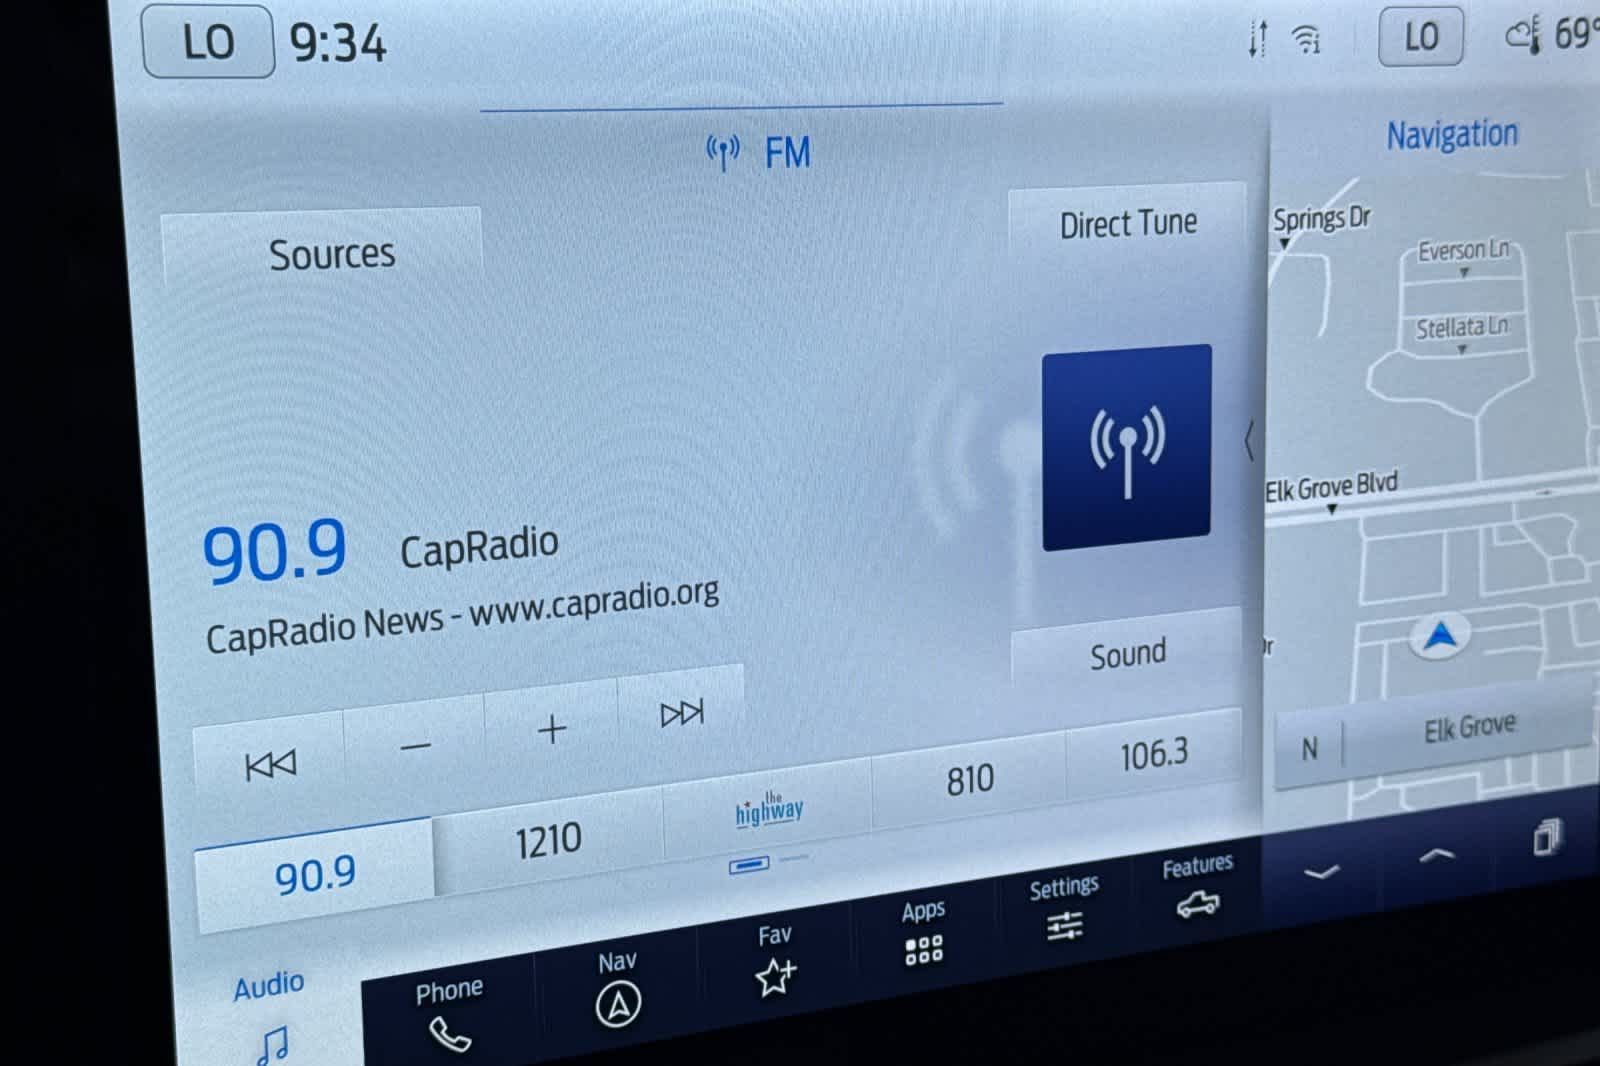 LO 9:34 LO 69°
FM
Navigation
Sources
Direct Tune
Springs Dr
Everson Ln
Stellata Ln
Elk Grove Blvd
90.9 CapRadio
CapRadio News - www.capradio.org
Sound
N Elk Grove
90.9 1210 the highway 810 106.3
Audio Phone Nav Fav Apps Settings Features